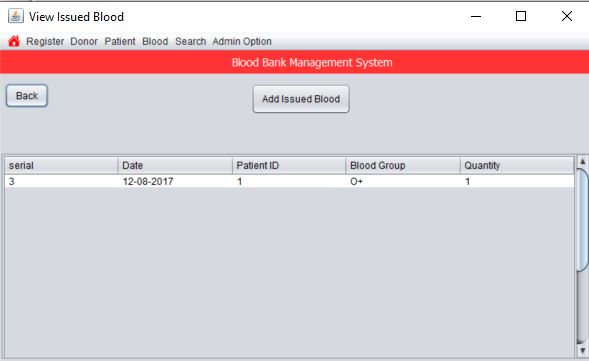 View Issued Blood
Register Donor Patient Blood Search Admin Option
Blood Bank Management System
Back
Add Issued Blood
serial Date Patient ID Blood Group Quantity
3 12-08-2017 1 O+ 1